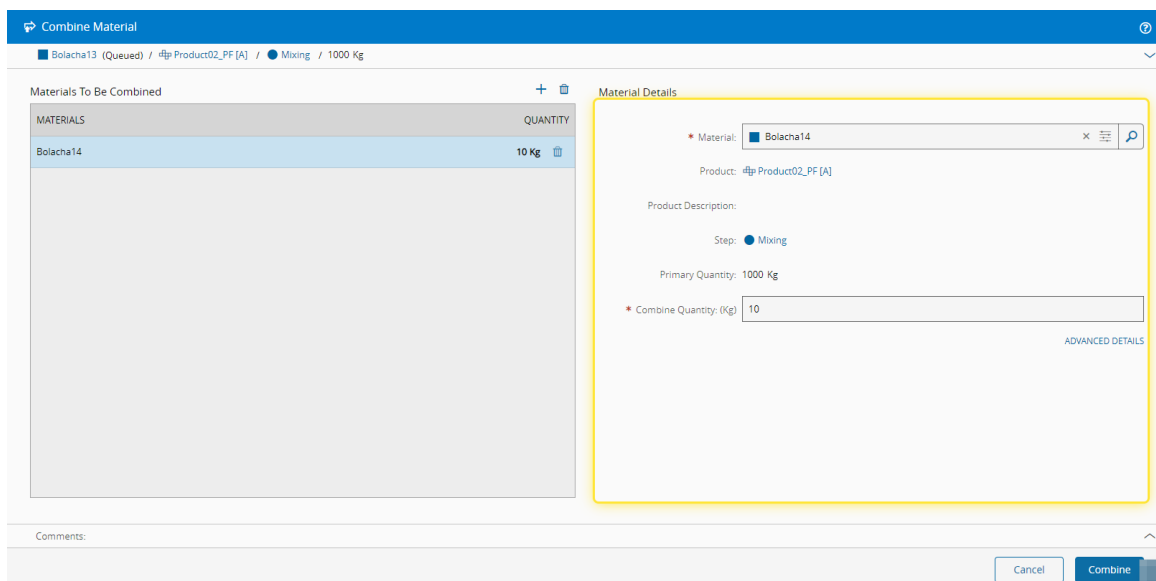 Combine Material
Bolacha13 (Queued) / Product02_PF [A] / Mixing / 1000 Kg
Materials To Be Combined
MATERIALS QUANTITY
Bolacha14 10 Kg
Material Details
* Material: Bolacha14
Product: Product02_PF [A]
Product Description:
Step: Mixing
Primary Quantity: 1000 Kg
* Combine Quantity: (Kg) 10
ADVANCED DETAILS
Comments:
Cancel Combine